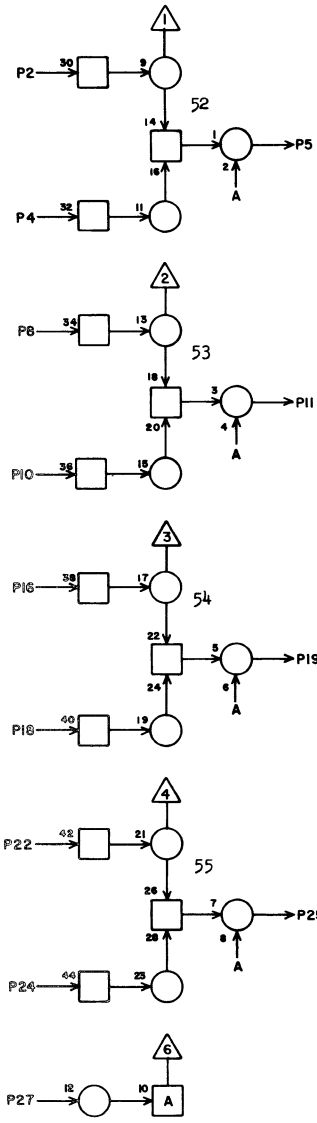 1
P2 30 9
52
14 1 P5
16 2
P4 32 11 A
2
P8 34 13
53
18 3 P11
20 4
P10 36 15 A
3
P16 38 17
54
22 5 P19
24 6
P18 40 19 A
4
P22 42 21
55
26 7 P25
28 8
P24 44 23 A
6
P27 12 10 A